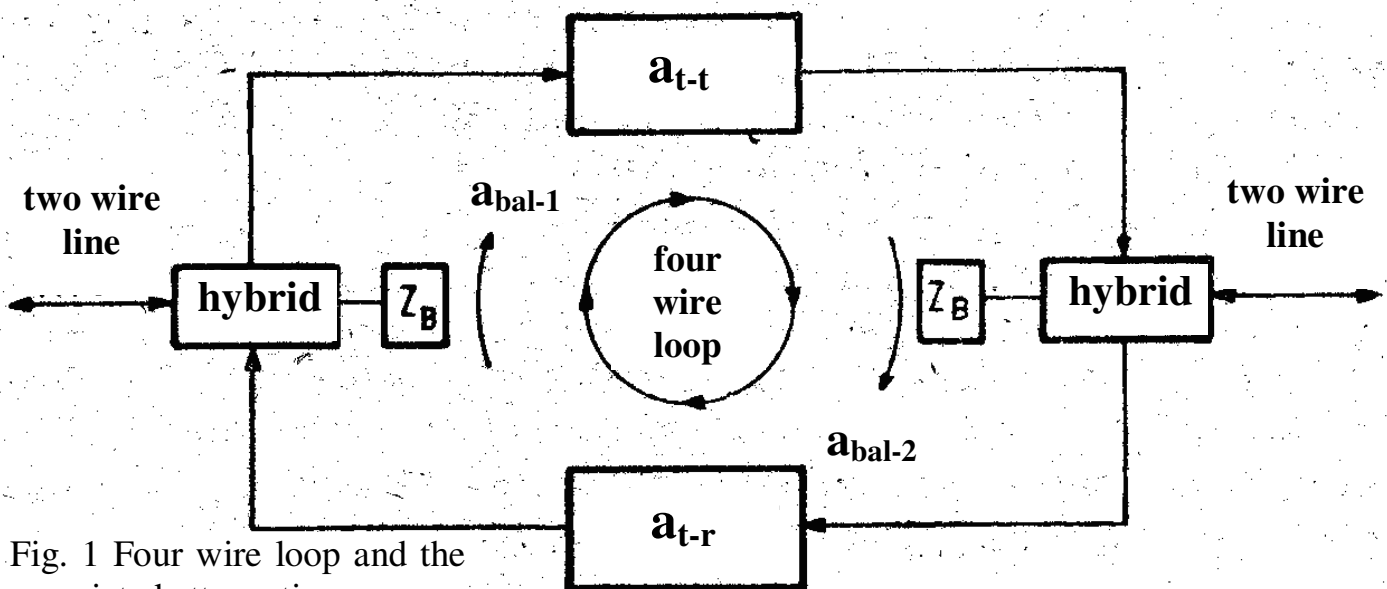 a_t-t
two wire
line
a_bal-1
four
wire
loop
two wire
line
hybrid
Z_B
Z_B
hybrid
a_bal-2
a_t-r
Fig. 1 Four wire loop and the